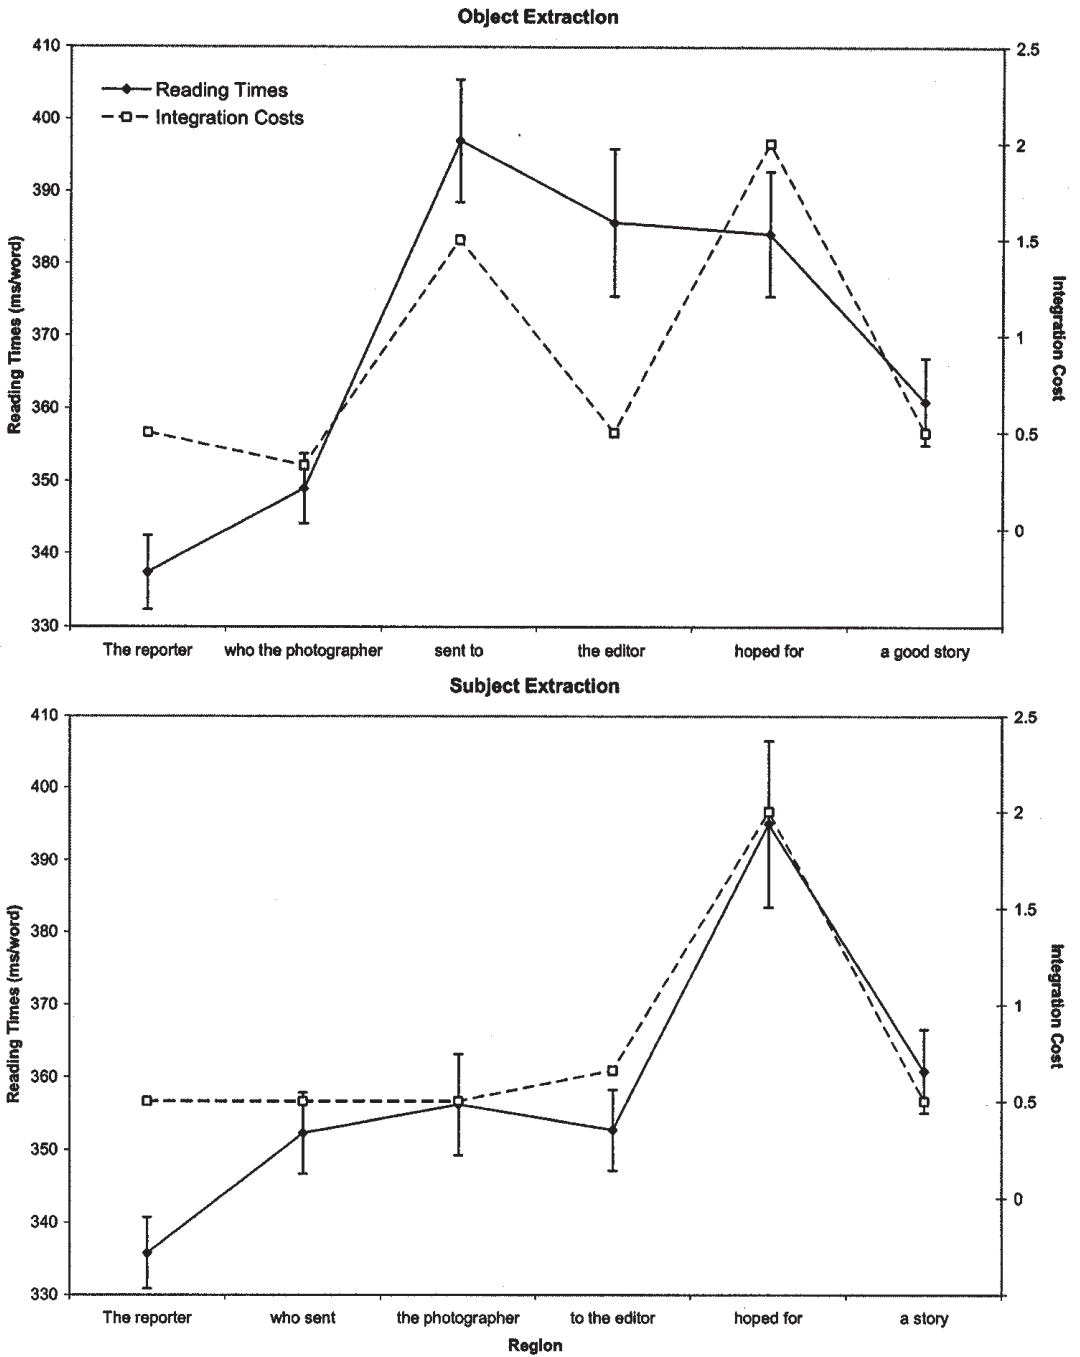 Object Extraction
410
400
390
380
370
360
350
340
330
Reading Times (ms/word)
Reading Times
Integration Costs
2.5
2
1.5
1
0.5
0
Integration Cost
The reporter who the photographer sent to the editor hoped for a good story
Subject Extraction
410
400
390
380
370
360
350
340
330
Reading Times (ms/word)
2.5
2
1.5
1
0.5
0
Integration Cost
The reporter who sent the photographer to the editor hoped for a story
Region